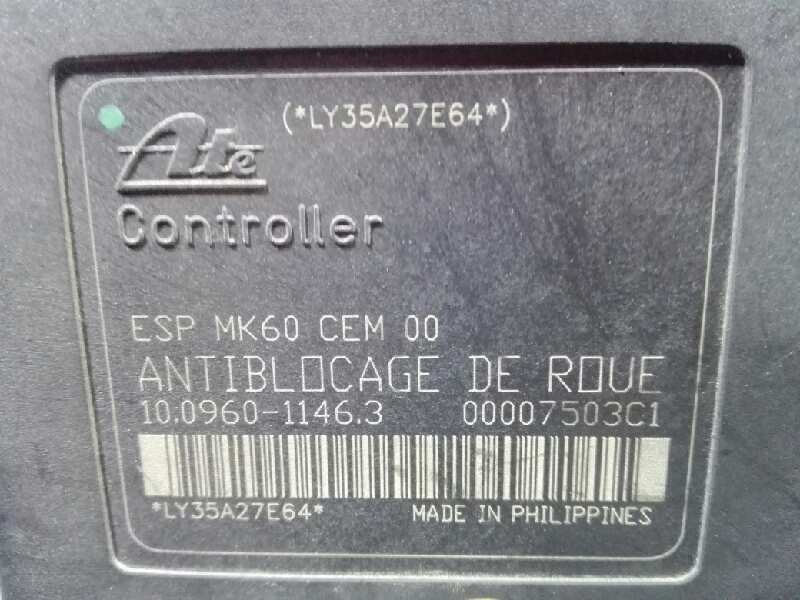 (*LY35A27E64*)
Ate
Controller
ESP MK60 CEM 00
ANTIBLOCAGE DE ROUE
10.0960-1146.3 00007503C1
*LY35A27E64* MADE IN PHILIPPINES